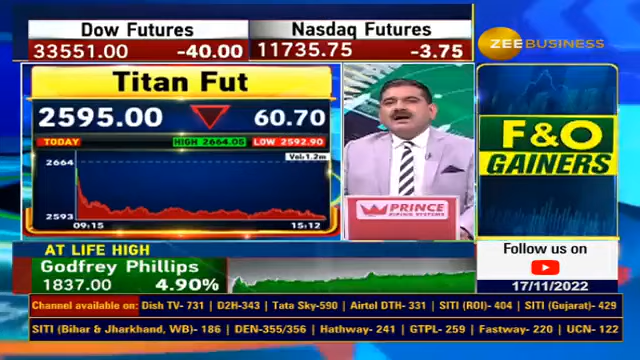 Dow Futures
33551.00 -40.00
Nasdaq Futures
11735.75 -3.75
ZEE BUSINESS
Titan Fut
2595.00 60.70
TODAY HIGH 2664.05 LOW 2592.90
Vol:1.2m
2664
2593
09:15 15:12
PRINCE
PIPING SYSTEMS
F&O
GAINERS
AT LIFE HIGH
Godfrey Phillips
1837.00 4.90%
Follow us on
17/11/2022
Channel available on: Dish TV- 731 | D2H-343 | Tata Sky-590 | Airtel DTH- 331 | SITI (ROI)- 404 | SITI (Gujarat)- 429
SITI (Bihar & Jharkhand, WB)- 186 | DEN-355/356 | Hathway- 241 | GTPL- 259 | Fastway- 220 | UCN- 122